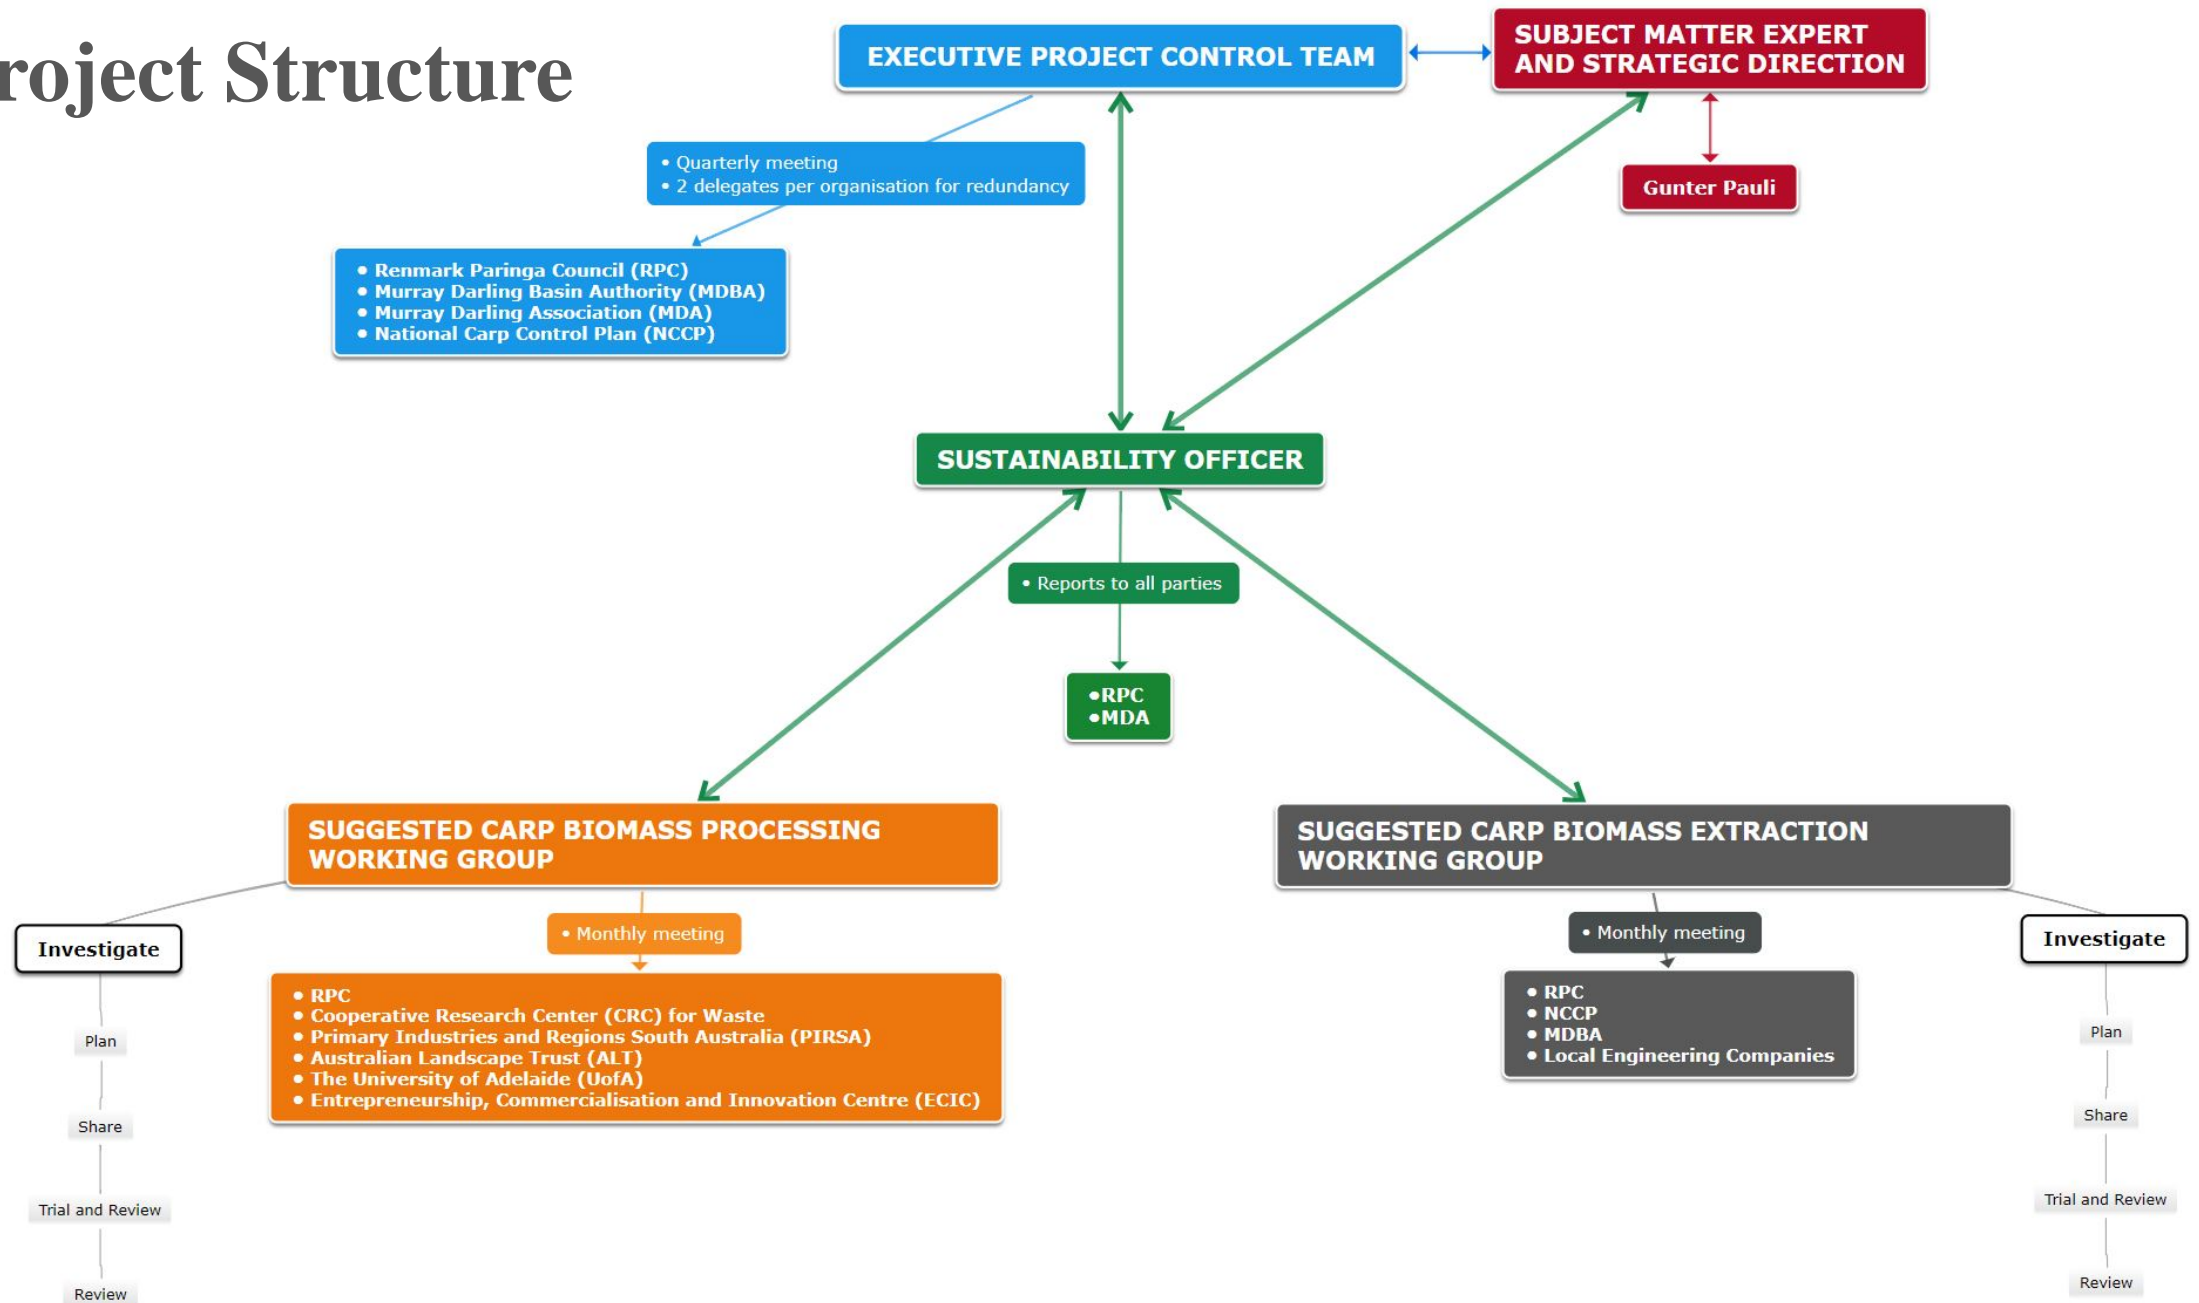 roject Structure
EXECUTIVE PROJECT CONTROL TEAM
SUBJECT MATTER EXPERT
AND STRATEGIC DIRECTION
• Quarterly meeting
• 2 delegates per organisation for redundancy
Gunter Pauli
• Renmark Paringa Council (RPC)
• Murray Darling Basin Authority (MDBA)
• Murray Darling Association (MDA)
• National Carp Control Plan (NCCP)
SUSTAINABILITY OFFICER
• Reports to all parties
•RPC
•MDA
SUGGESTED CARP BIOMASS PROCESSING
WORKING GROUP
Investigate
Plan
Share
Trial and Review
Review
• Monthly meeting
• RPC
• Cooperative Research Center (CRC) for Waste
• Primary Industries and Regions South Australia (PIRSA)
• Australian Landscape Trust (ALT)
• The University of Adelaide (UofA)
• Entrepreneurship, Commercialisation and Innovation Centre (ECIC)
SUGGESTED CARP BIOMASS EXTRACTION
WORKING GROUP
• Monthly meeting
• RPC
• NCCP
• MDBA
• Local Engineering Companies
Investigate
Plan
Share
Trial and Review
Review